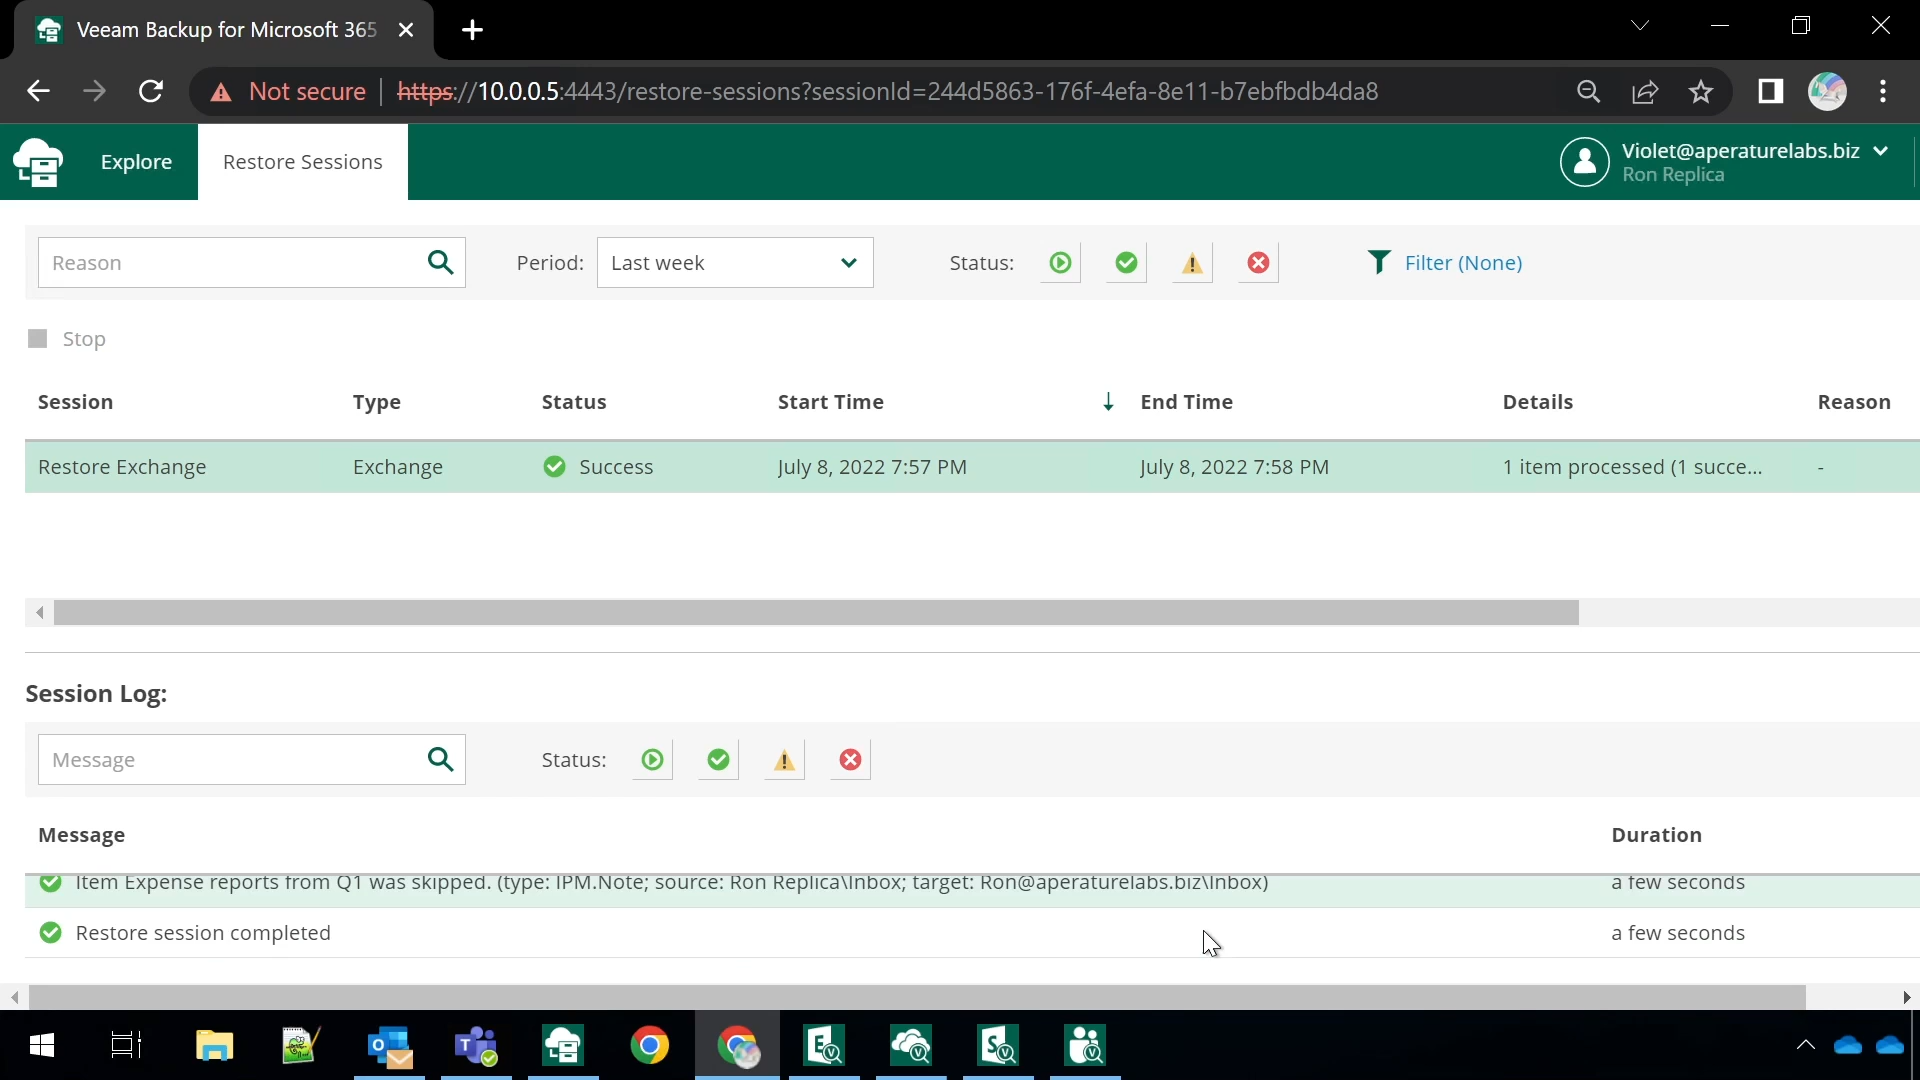 Veeam Backup for Microsoft 365
Not secure https://10.0.0.5:4443/restore-sessions?sessionId=244d5863-176f-4efa-8e11-b7ebfbdb4da8
Explore Restore Sessions Violet@aperaturelabs.biz
Ron Replica
Reason Period: Last week Status: Filter (None)
Stop
Session Type Status Start Time End Time Details Reason
Restore Exchange Exchange Success July 8, 2022 7:57 PM July 8, 2022 7:58 PM 1 item processed (1 succe... -
Session Log:
Message Status:
Message Duration
Item Expense reports from Q1 was skipped. (type: IPM.Note; source: Ron Replica\Inbox; target: Ron@aperaturelabs.biz\Inbox) a few seconds
Restore session completed a few seconds